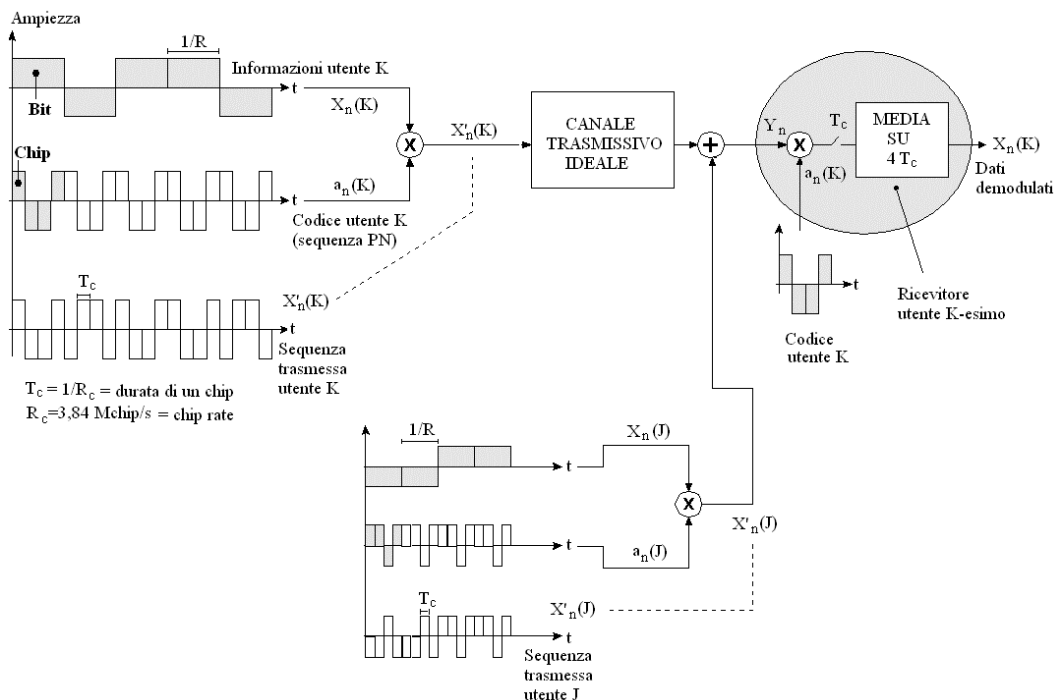 Ampiezza
1/R
Informazioni utente K
t
Bit
Xn(K)
Chip
X'n(K)
X
an(K)
t
Codice utente K
(sequenza PN)
CANALE
TRASMISSIVO
IDEALE
+
Yn
X
Tc
an(K)
MEDIA
SU
4 Tc
Xn(K)
Dati
demodulati
t
Ricevitore
utente K-esimo
Codice
utente K
Tc
X'n(K)
t
Sequenza
trasmessa
utente K
Tc = 1/Rc = durata di un chip
Rc=3,84 Mchip/s = chip rate
1/R
t
Xn(J)
X
t
an(J)
X'n(J)
Tc
X'n(J)
t
Sequenza
trasmessa
utente J